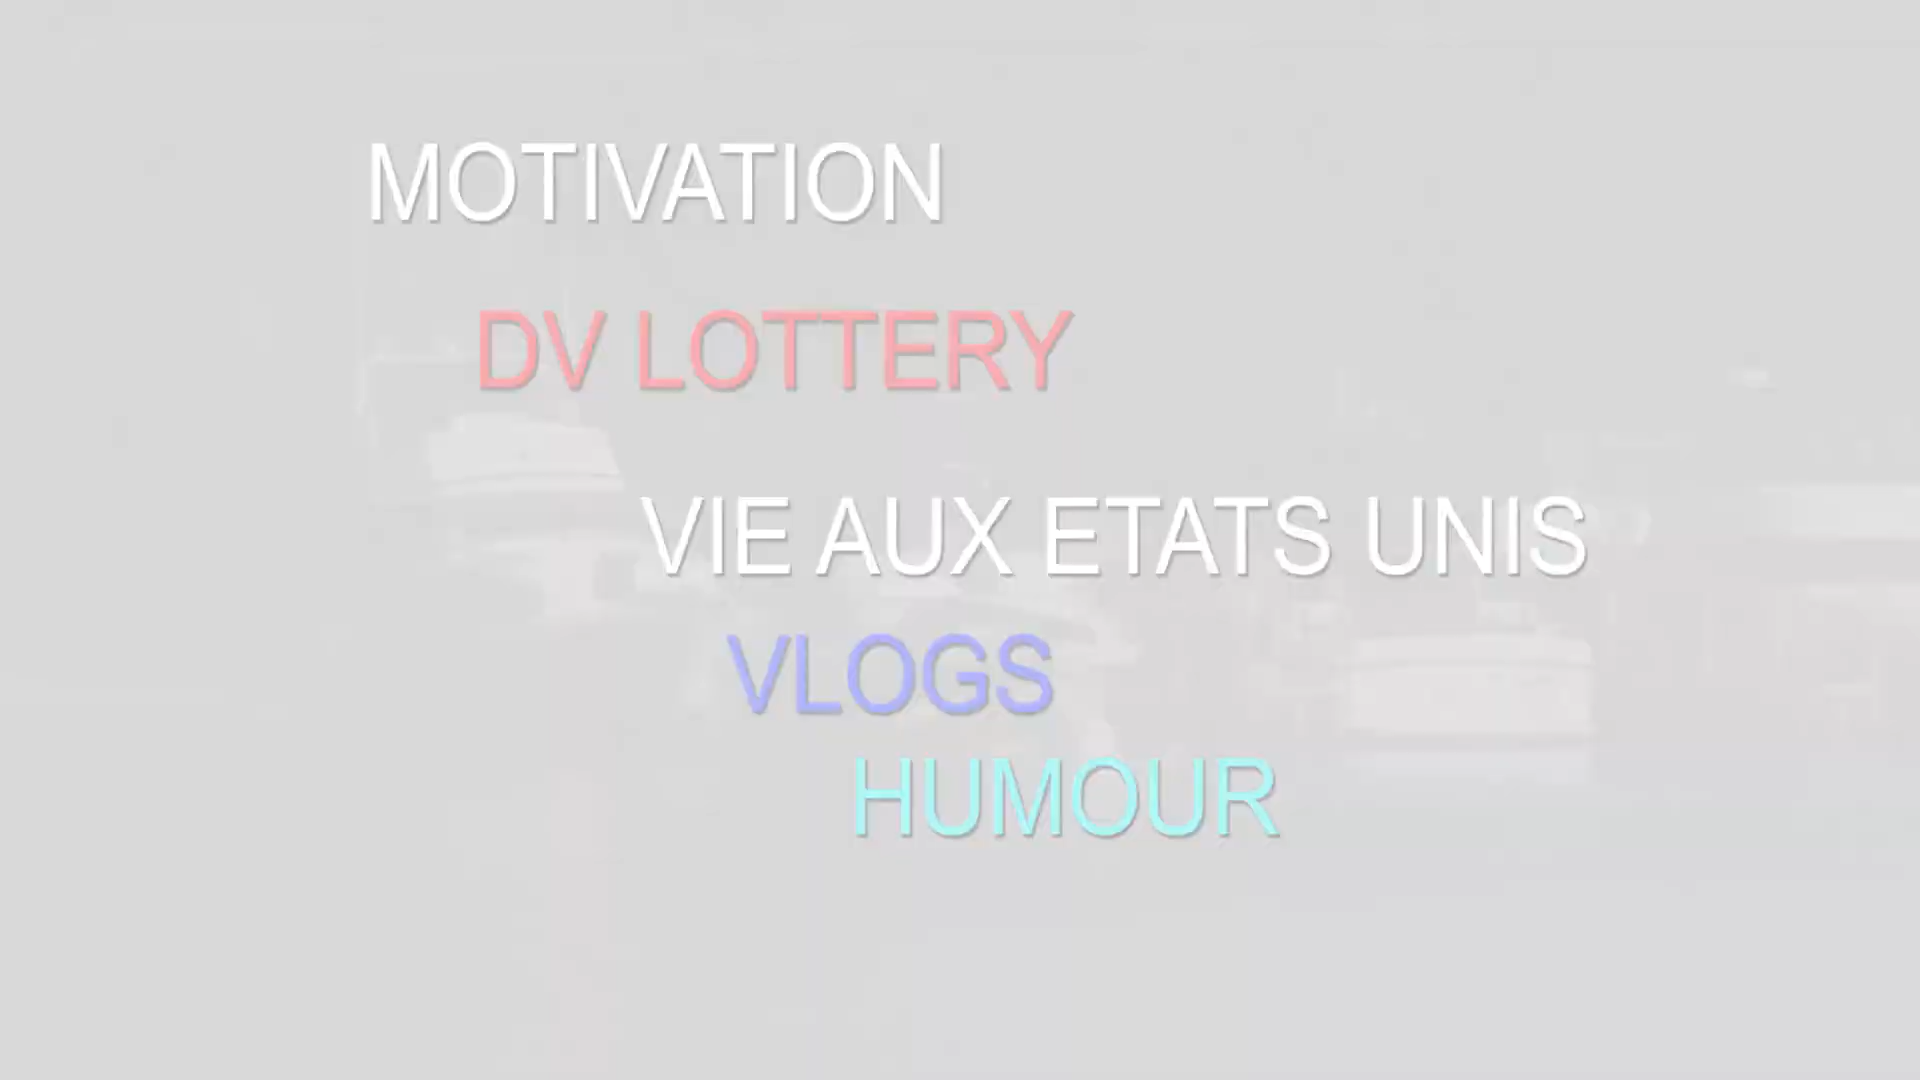 MOTIVATION
DV LOTTERY
VIE AUX ETATS UNIS
VLOGS
HUMOUR